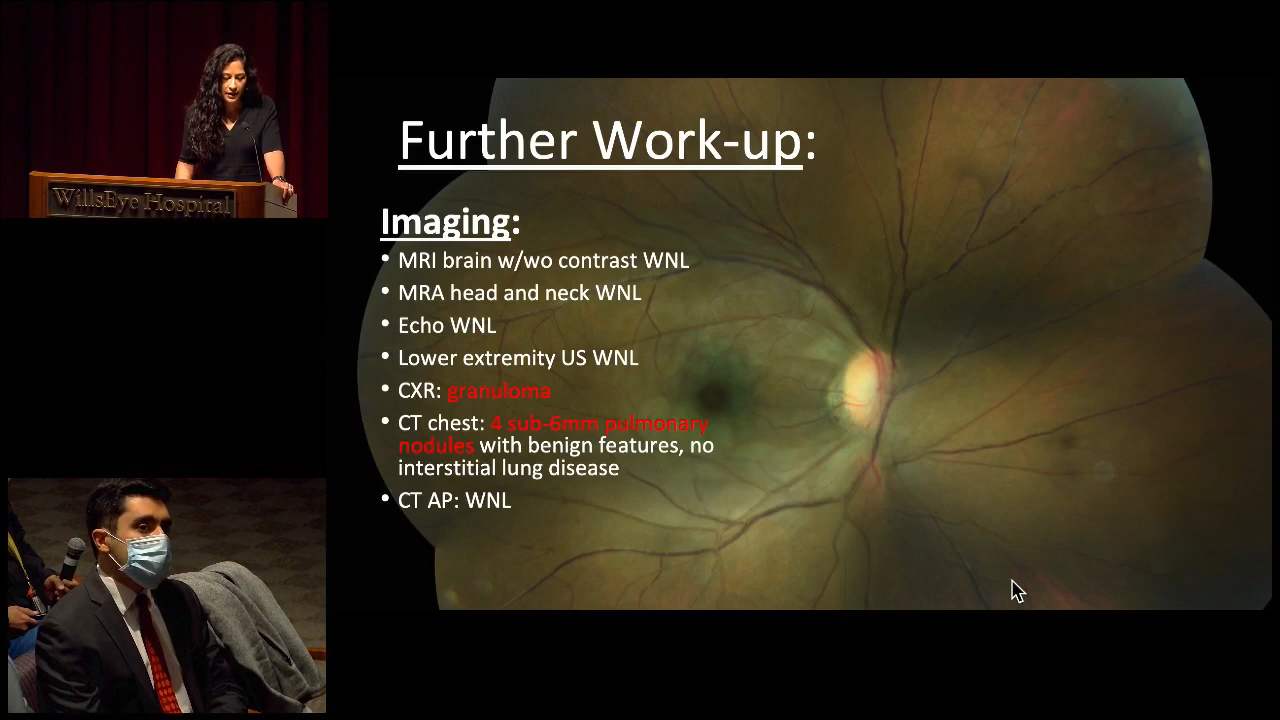 WillsEye Hospital
Further Work-up:
Imaging:
• MRI brain w/wo contrast WNL
• MRA head and neck WNL
• Echo WNL
• Lower extremity US WNL
• CXR: granuloma
• CT chest: 4 sub-6mm pulmonary
nodules with benign features, no
interstitial lung disease
• CT AP: WNL